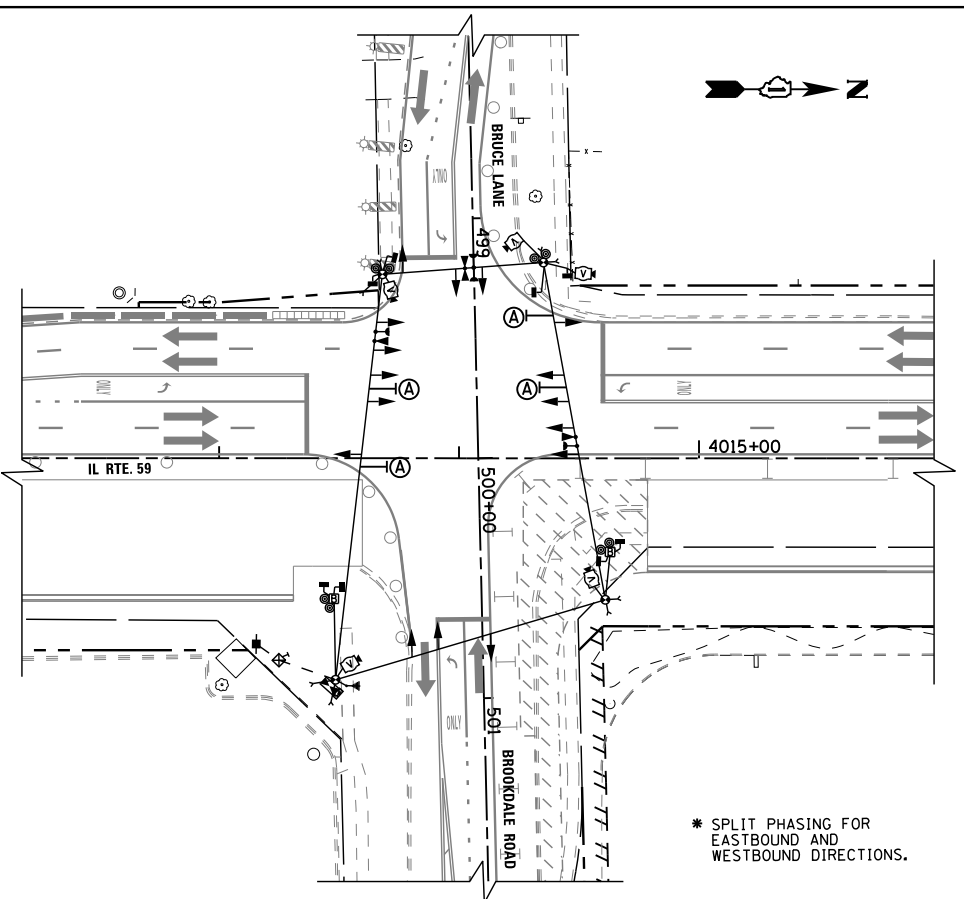 N
BRUCE LANE
ONLY
499
V
V
V
A
A
A
A
ONLY
ONLY
IL RTE. 59
4015+00
500+00
B
B
V
V
501
ONLY
BROOKDALE ROAD
* SPLIT PHASING FOR
EASTBOUND AND
WESTBOUND DIRECTIONS.